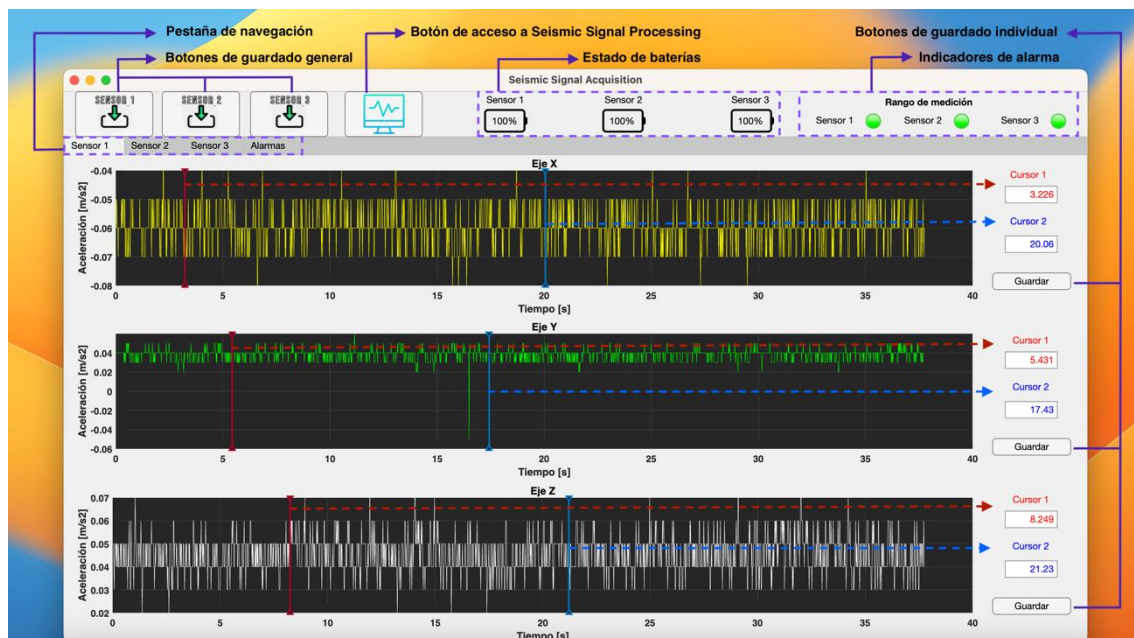 Pestaña de navegación
Botón de acceso a Seismic Signal Processing
Botones de guardado individual
Botones de guardado general
Estado de baterías
Indicadores de alarma
Seismic Signal Acquisition
SENSOR 1
SENSOR 2
SENSOR 3
Sensor 1
Sensor 2
Sensor 3
100%
100%
100%
Rango de medición
Sensor 1
Sensor 2
Sensor 3
Sensor 1
Sensor 2
Sensor 3
Alarmas
Eje X
Aceleración [m/s2]
-0.04
-0.05
-0.06
-0.07
-0.08
0
5
10
15
20
25
30
35
40
Tiempo [s]
Cursor 1
3.226
Cursor 2
20.06
Guardar
Eje Y
Aceleración [m/s2]
0.04
0.02
0
-0.02
-0.04
-0.06
0
5
10
15
20
25
30
35
40
Tiempo [s]
Cursor 1
5.431
Cursor 2
17.43
Guardar
Eje Z
Aceleración [m/s2]
0.07
0.06
0.05
0.04
0.03
0.02
0
5
10
15
20
25
30
35
40
Tiempo [s]
Cursor 1
8.249
Cursor 2
21.23
Guardar